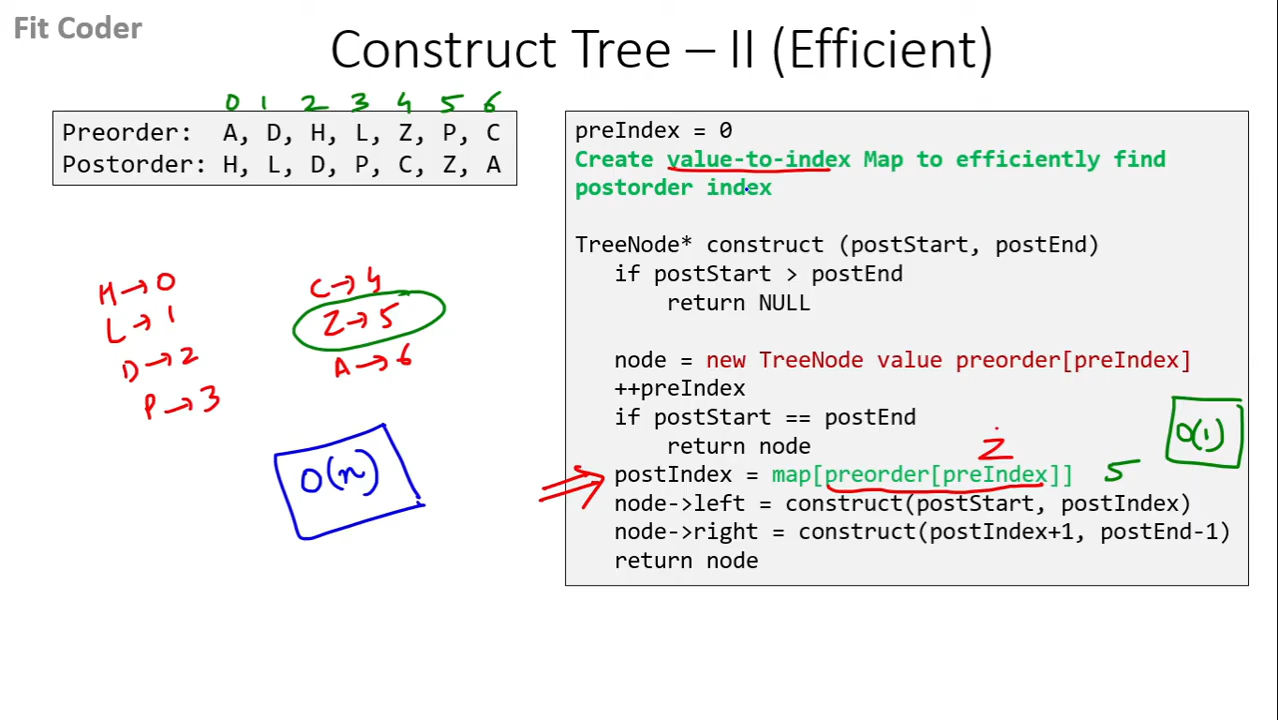 Fit Coder
Construct Tree – II (Efficient)
0 1 2 3 4 5 6
Preorder: A, D, H, L, Z, P, C
Postorder: H, L, D, P, C, Z, A
H→0
L→1
D→2
P→3
C→4
Z→5
A→6
O(n)
preIndex = 0
Create value-to-index Map to efficiently find
postorder index
TreeNode* construct (postStart, postEnd)
if postStart > postEnd
return NULL
node = new TreeNode value preorder[preIndex]
++preIndex
if postStart == postEnd
return node
Z
O(1)
postIndex = map[preorder[preIndex]] 5
node->left = construct(postStart, postIndex)
node->right = construct(postIndex+1, postEnd-1)
return node